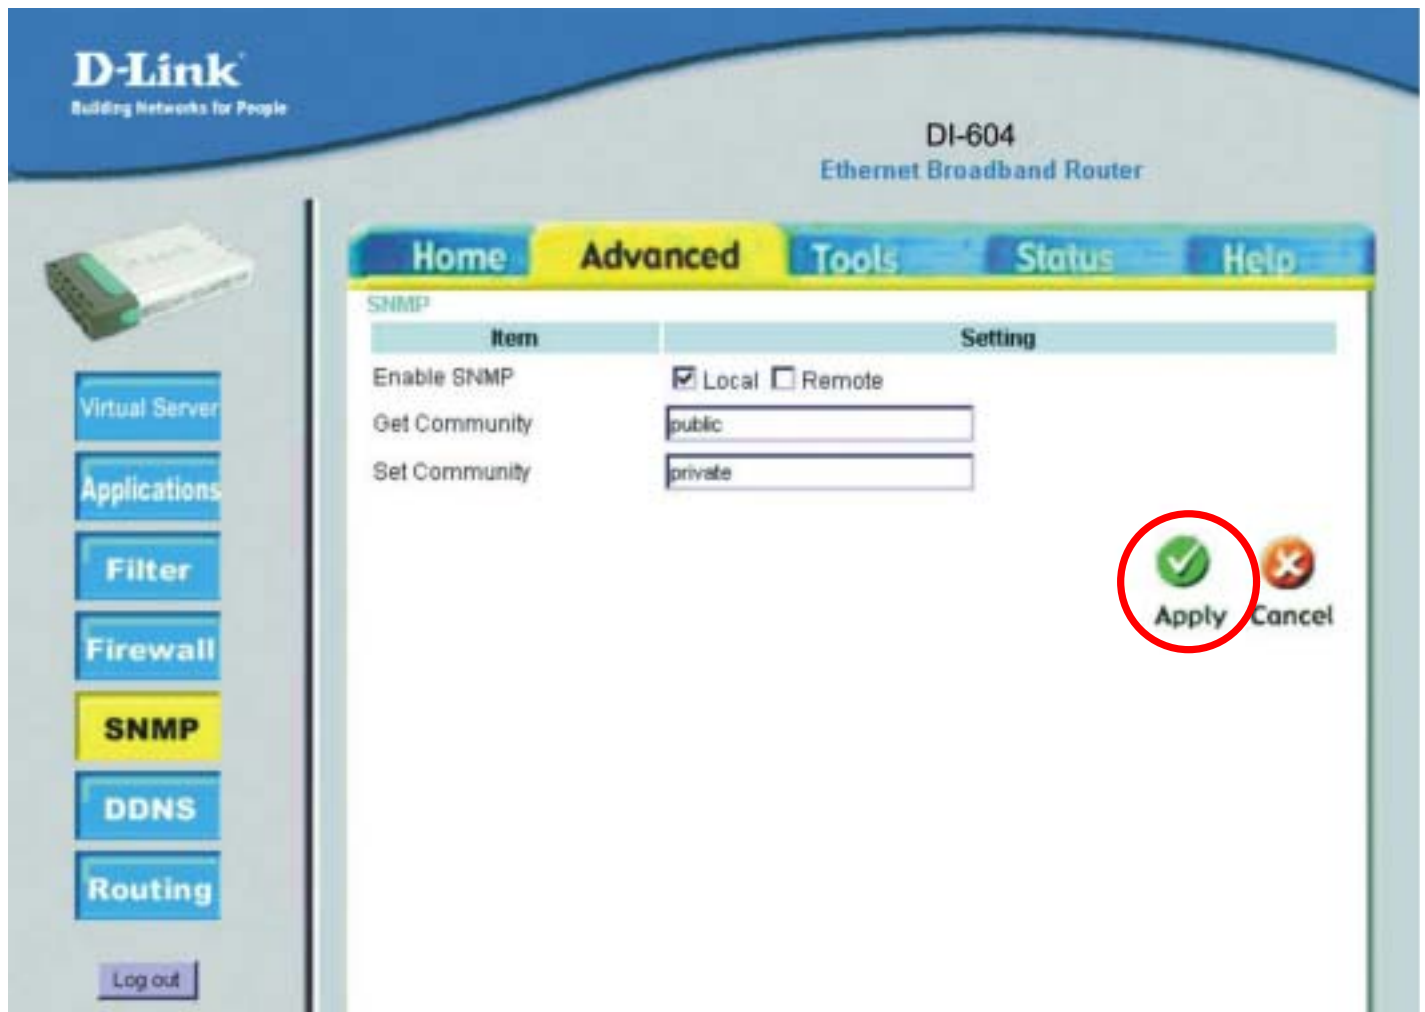 D-Link
Building Networks for People
DI-604
Ethernet Broadband Router
Home Advanced Tools Status Help
SNMP
Item Setting
Enable SNMP Local Remote
Get Community public
Set Community private
Apply Cancel
Virtual Server
Applications
Filter
Firewall
SNMP
DDNS
Routing
Log out